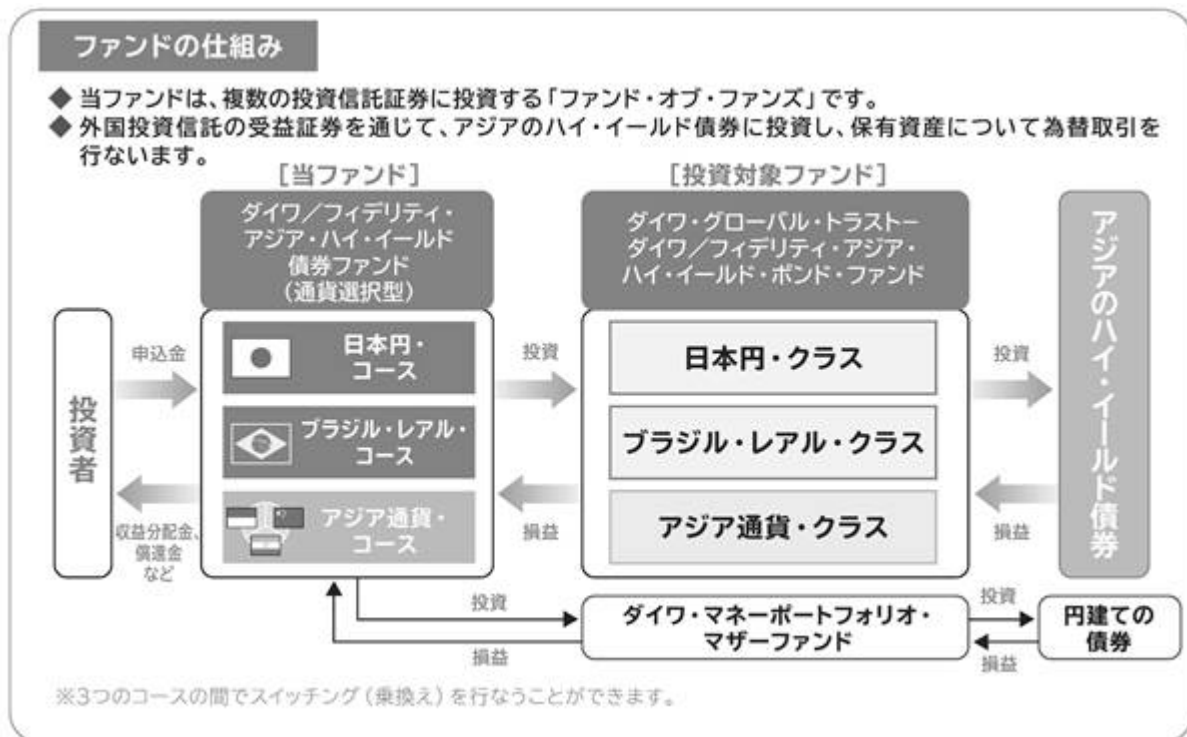 ファンドの仕組み
◆ 当ファンドは、複数の投資信託証券に投資する「ファンド・オブ・ファンズ」です。
◆ 外国投資信託の受益証券を通じて、アジアのハイ・イールド債券に投資し、保有資産について為替取引を
行ないます。
[当ファンド]
[投資対象ファンド]
ダイワ/フィデリティ・
アジア・ハイ・イールド
債券ファンド
(通貨選択型)
ダイワ・グローバル・トラスト−
ダイワ/フィデリティ・アジア・
ハイ・イールド・ボンド・ファンド
投資者
申込金
収益分配金、
償還金
など
日本円・
コース
ブラジル・レアル・
コース
アジア通貨・
コース
投資
損益
日本円・クラス
ブラジル・レアル・クラス
アジア通貨・クラス
投資
損益
アジアのハイ・イールド債券
投資
損益
ダイワ・マネーポートフォリオ・
マザーファンド
投資
損益
円建ての
債券
※3つのコースの間でスイッチング(乗換え)を行なうことができます。